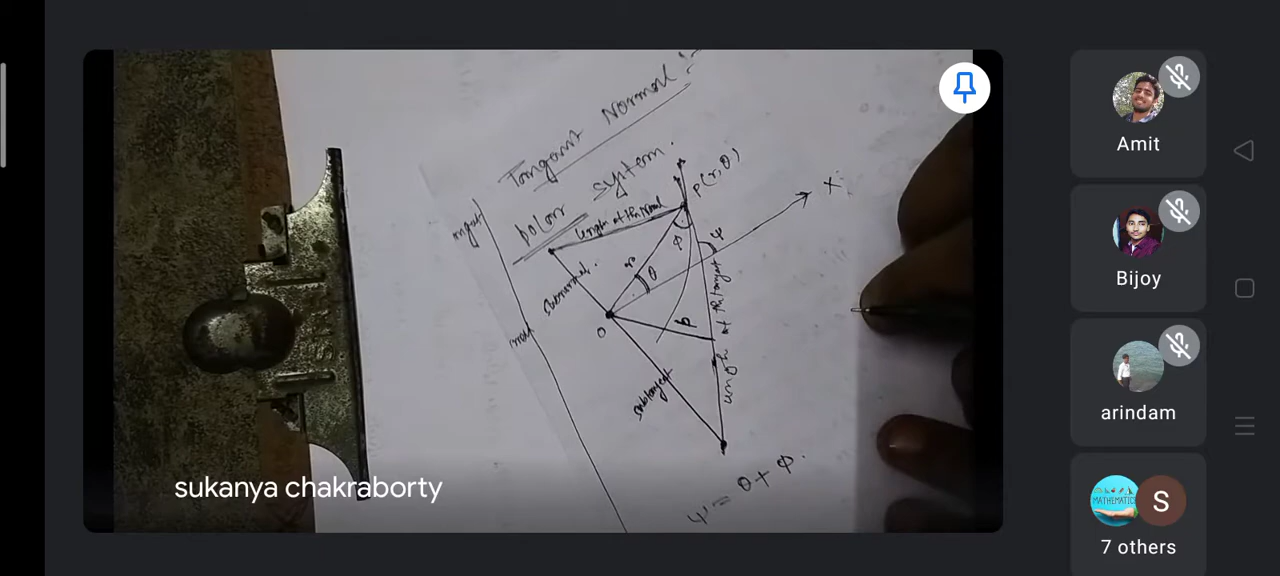 Tangent Normal :-
polar system.
P(r, θ)
X
length of the normal
subnormal.
r
θ
φ
ψ
O
p
length of the tangent
subtangent
ψ = θ + φ.
sukanya chakraborty
Amit
Bijoy
arindam
MATHEMATIC
S
7 others